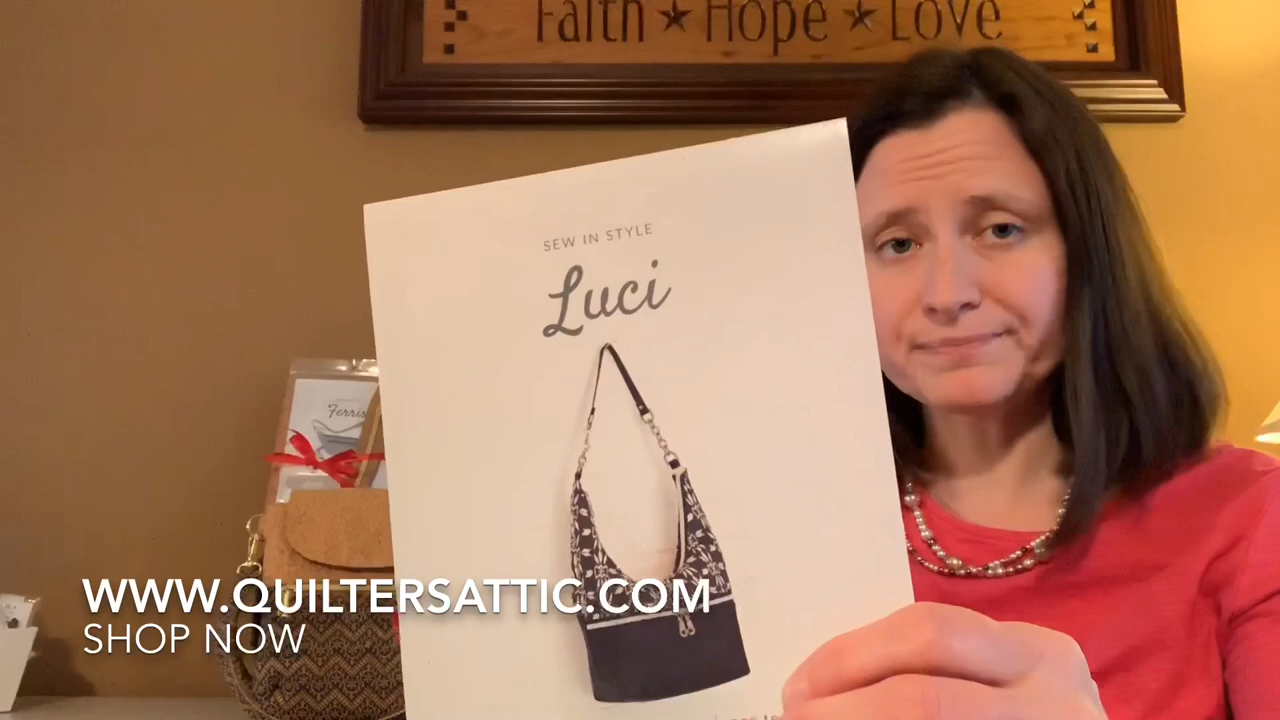 Faith ★ Hope ★ Love
SEW IN STYLE
Luci
Ferris
WWW.QUILTERSATTIC.COM
SHOP NOW